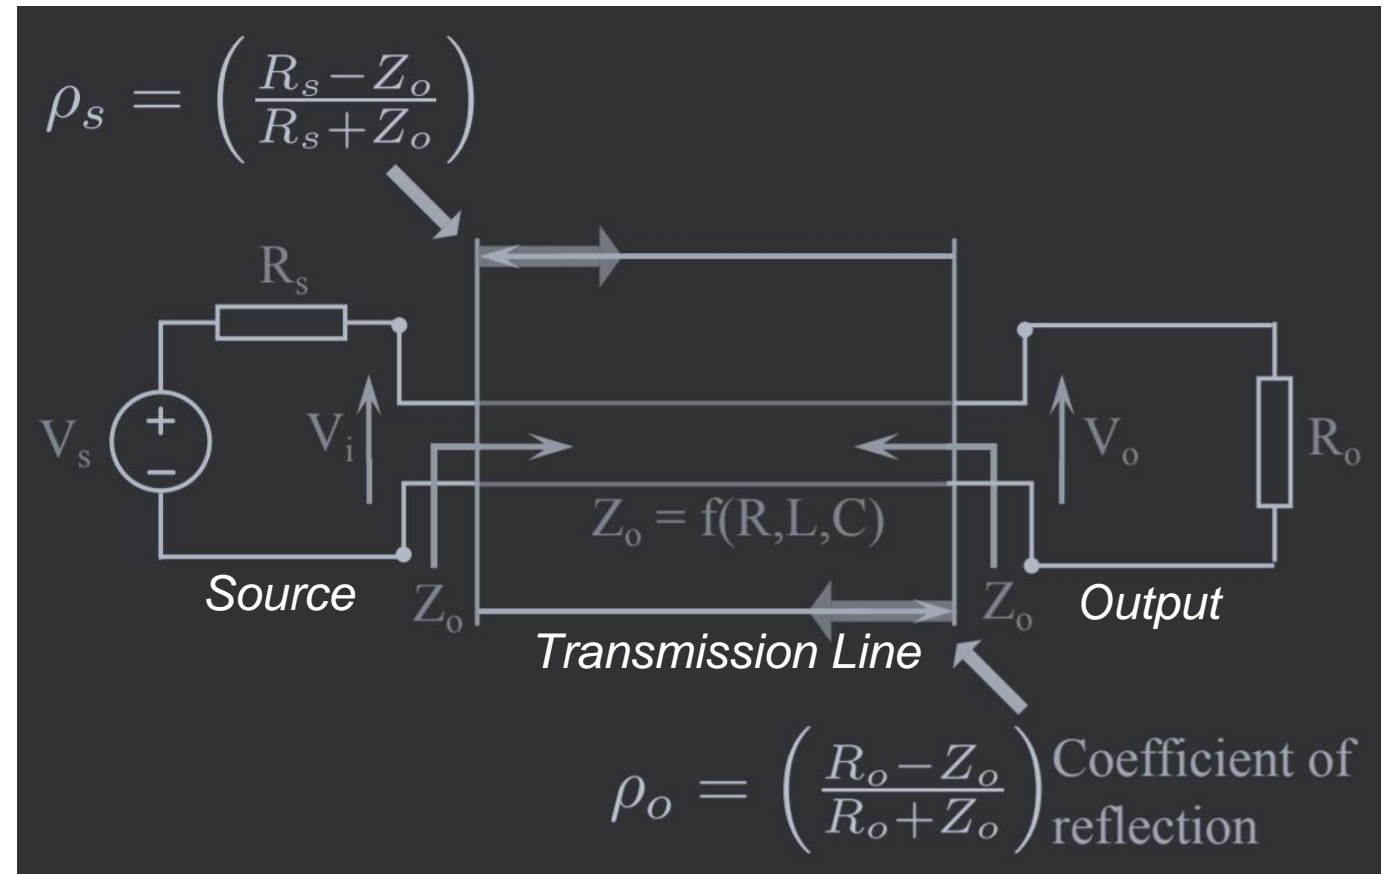 ρₛ = (Rₛ−Zₒ / Rₛ+Zₒ)
Rₛ
Vₛ
+
−
Vᵢ
Vₒ
Rₒ
Zₒ = f(R,L,C)
Source
Zₒ
Zₒ
Output
Transmission Line
ρₒ = (Rₒ−Zₒ / Rₒ+Zₒ)
Coefficient of
reflection